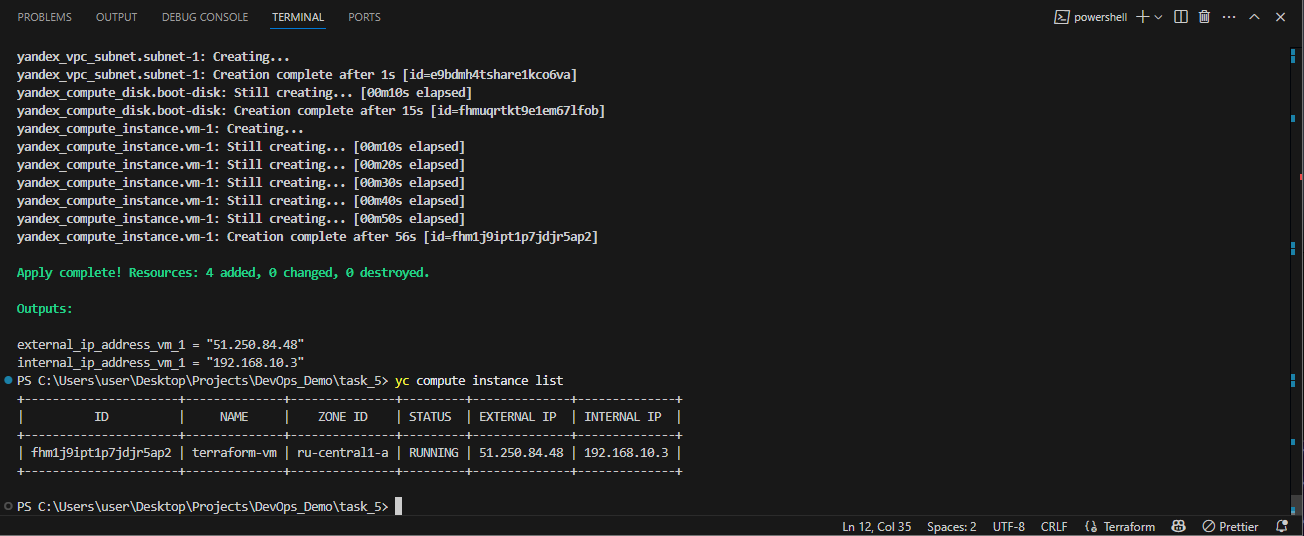 PROBLEMS OUTPUT DEBUG CONSOLE TERMINAL PORTS powershell
yandex_vpc_subnet.subnet-1: Creating...
yandex_vpc_subnet.subnet-1: Creation complete after 1s [id=e9bdmh4tshare1kco6va]
yandex_compute_disk.boot-disk: Still creating... [00m10s elapsed]
yandex_compute_disk.boot-disk: Creation complete after 15s [id=fhmuqrtkt9e1em67lfob]
yandex_compute_instance.vm-1: Creating...
yandex_compute_instance.vm-1: Still creating... [00m10s elapsed]
yandex_compute_instance.vm-1: Still creating... [00m20s elapsed]
yandex_compute_instance.vm-1: Still creating... [00m30s elapsed]
yandex_compute_instance.vm-1: Still creating... [00m40s elapsed]
yandex_compute_instance.vm-1: Still creating... [00m50s elapsed]
yandex_compute_instance.vm-1: Creation complete after 56s [id=fhm1j9ipt1p7jdjr5ap2]
Apply complete! Resources: 4 added, 0 changed, 0 destroyed.
Outputs:
external_ip_address_vm_1 = "51.250.84.48"
internal_ip_address_vm_1 = "192.168.10.3"
PS C:\Users\user\Desktop\Projects\DevOps_Demo\task_5> yc compute instance list
+----------------------+--------------+---------------+---------+--------------+--------------+
|          ID          |     NAME     |    ZONE ID    | STATUS  | EXTERNAL IP  | INTERNAL IP  |
+----------------------+--------------+---------------+---------+--------------+--------------+
| fhm1j9ipt1p7jdjr5ap2 | terraform-vm | ru-central1-a | RUNNING | 51.250.84.48 | 192.168.10.3 |
+----------------------+--------------+---------------+---------+--------------+--------------+
PS C:\Users\user\Desktop\Projects\DevOps_Demo\task_5>
Ln 12, Col 35 Spaces: 2 UTF-8 CRLF Terraform Prettier